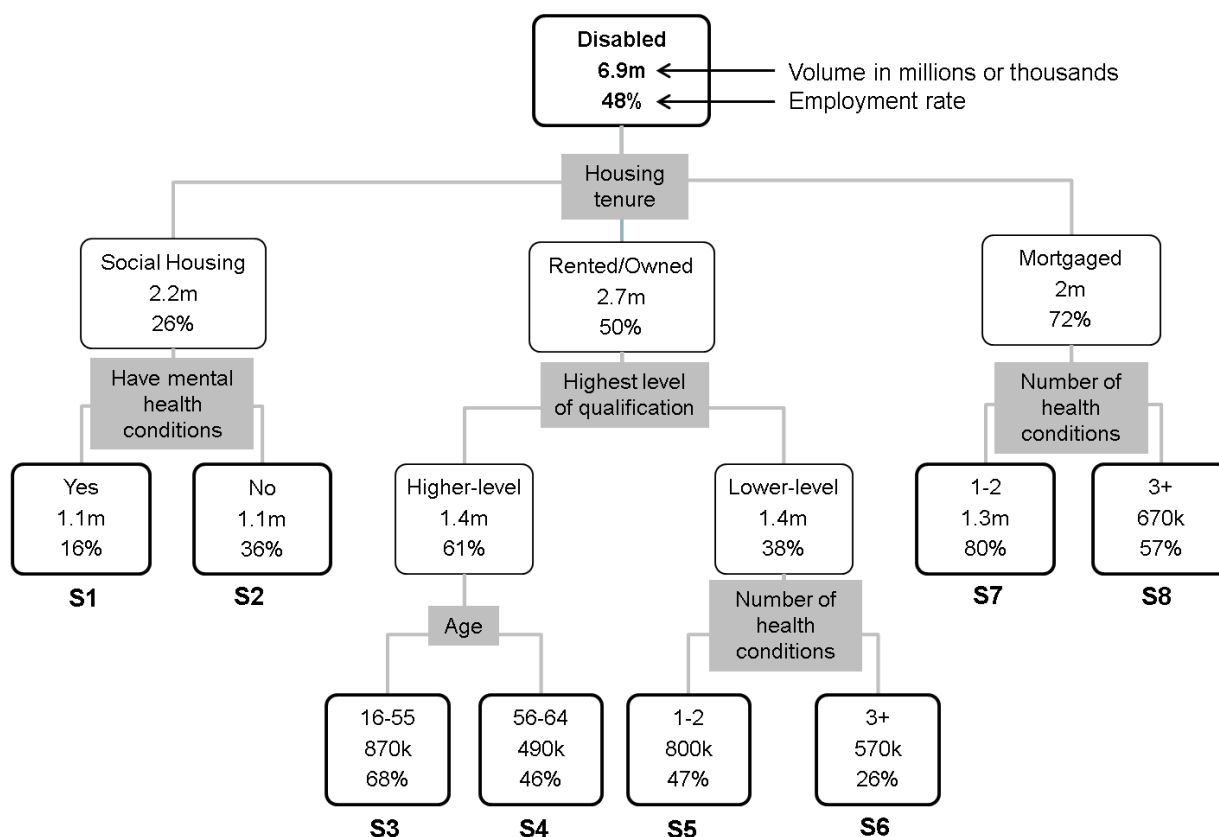 Disabled
6.9m
48%
Volume in millions or thousands
Employment rate
Housing
tenure
Social Housing
2.2m
26%
Rented/Owned
2.7m
50%
Mortgaged
2m
72%
Have mental
health
conditions
Highest level
of qualification
Number of
health
conditions
Yes
1.1m
16%
S1
No
1.1m
36%
S2
Higher-level
1.4m
61%
Lower-level
1.4m
38%
1-2
1.3m
80%
S7
3+
670k
57%
S8
Age
Number of
health
conditions
16-55
870k
68%
S3
56-64
490k
46%
S4
1-2
800k
47%
S5
3+
570k
26%
S6